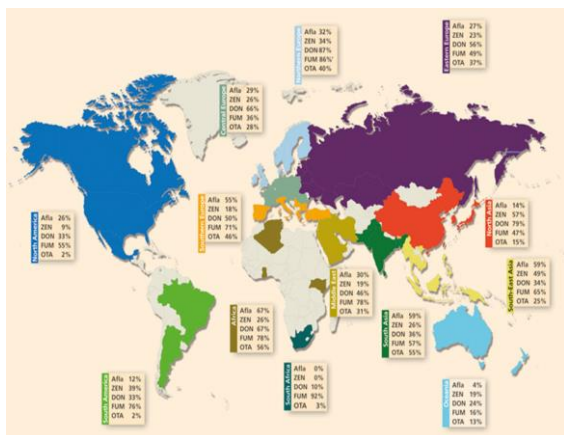 Northern Europe
Afla 32%
ZEN 34%
DON 87%
FUM 86%'
OTA 40%
Eastern Europe
Afla 27%
ZEN 23%
DON 56%
FUM 49%
OTA 37%
Central Europe
Afla 29%
ZEN 26%
DON 66%
FUM 36%
OTA 28%
North America
Afla 26%
ZEN 9%
DON 33%
FUM 55%
OTA 2%
Southern Europe
Afla 55%
ZEN 18%
DON 50%
FUM 71%
OTA 46%
North Asia
Afla 14%
ZEN 57%
DON 79%
FUM 47%
OTA 15%
Africa
Afla 67%
ZEN 26%
DON 67%
FUM 78%
OTA 56%
Middle East
Afla 30%
ZEN 19%
DON 46%
FUM 78%
OTA 31%
South-East Asia
Afla 59%
ZEN 49%
DON 34%
FUM 65%
OTA 25%
South Asia
Afla 59%
ZEN 26%
DON 36%
FUM 57%
OTA 55%
South America
Afla 12%
ZEN 39%
DON 33%
FUM 76%
OTA 2%
South Africa
Afla 0%
ZEN 0%
DON 10%
FUM 92%
OTA 3%
Oceania
Afla 4%
ZEN 19%
DON 24%
FUM 16%
OTA 13%